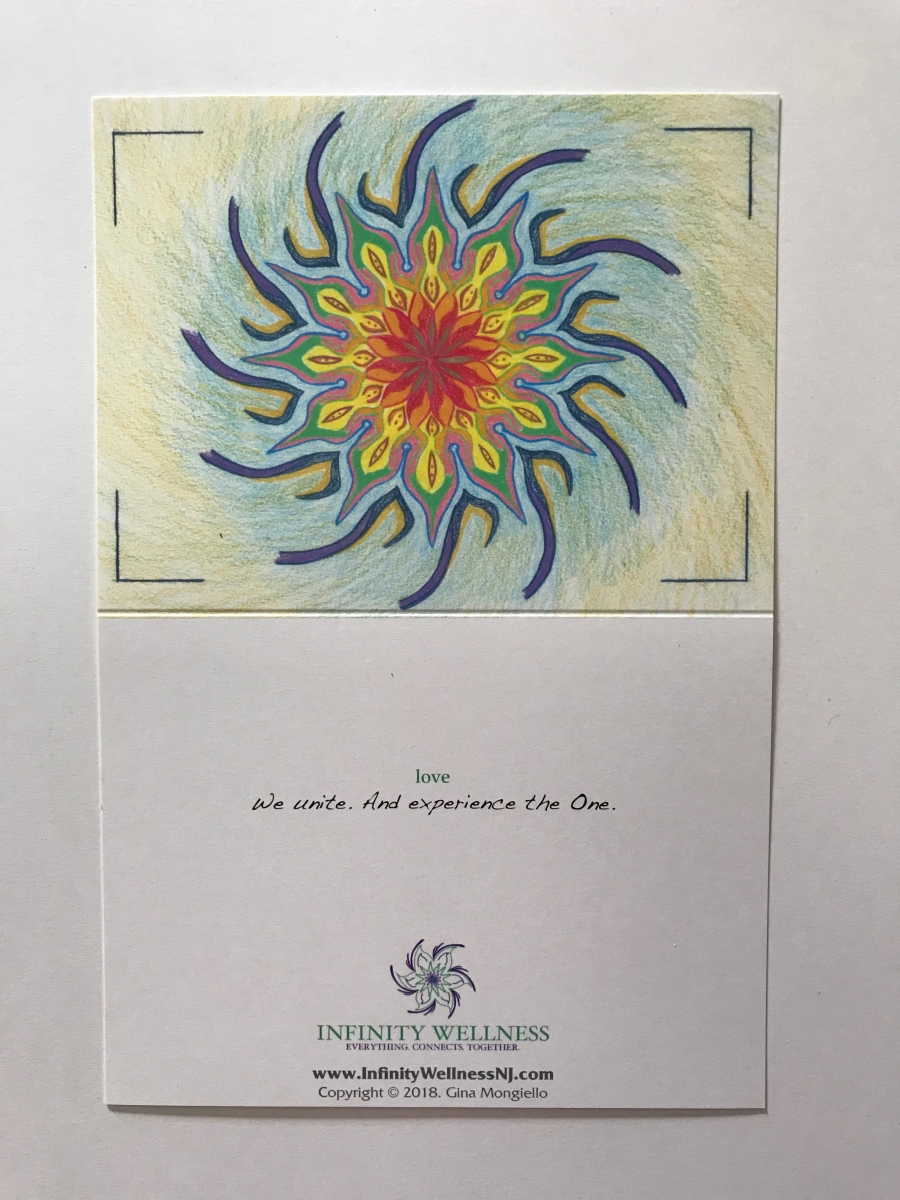 love
We unite. And experience the One.
INFINITY WELLNESS
EVERYTHING. CONNECTS. TOGETHER.
www.InfinityWellnessNJ.com
Copyright © 2018. Gina Mongiello